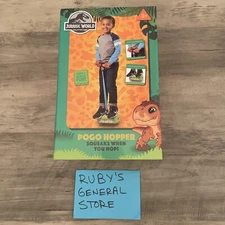 JURASSIC WORLD
POGO HOPPER
SQUEAKS WHEN
YOU HOP!
RUBY'S
GENERAL
STORE